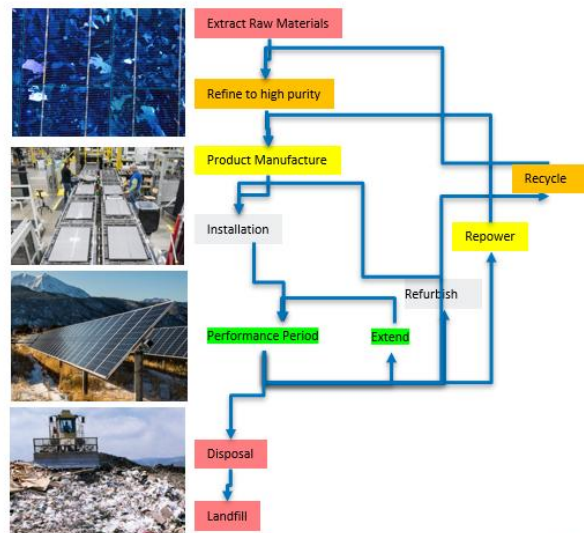 Extract Raw Materials
Refine to high purity
Product Manufacture
Recycle
Installation
Repower
Refurbish
Performance Period
Extend
Disposal
Landfill